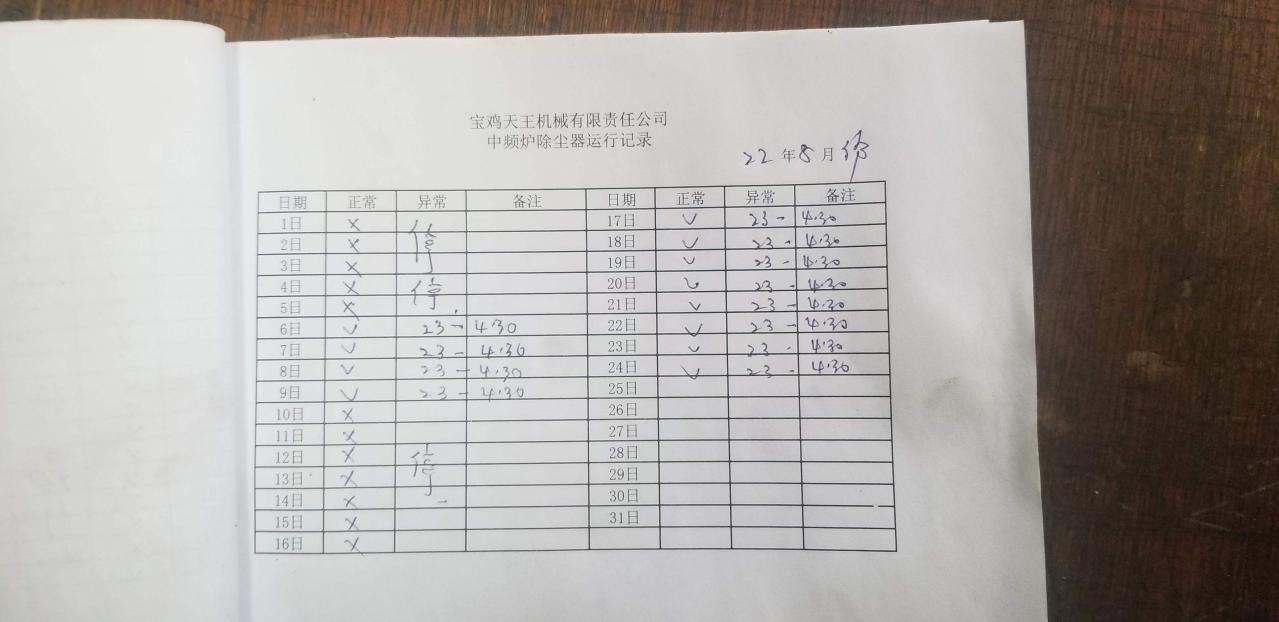 宝鸡天王机械有限责任公司
中频炉除尘器运行记录
22年8月
日期 正常 异常 备注 日期 正常 异常 备注
1日 × 停 17日 ✓ 23 - 4:30
2日 × 18日 ✓ 23 - 4:30
3日 × 19日 ✓ 23 - 4:30
4日 × 停 20日 ✓ 23 - 4:30
5日 × 21日 ✓ 23 - 4:30
6日 ✓ 23 - 4:30 22日 ✓ 23 - 4:30
7日 ✓ 23 - 4:30 23日 ✓ 23 - 4:30
8日 ✓ 23 - 4:30 24日 ✓ 23 - 4:30
9日 ✓ 23 - 4:30 25日
10日 × 26日
11日 × 27日
12日 × 停 28日
13日 × 29日
14日 × 30日
15日 × 31日
16日 ×